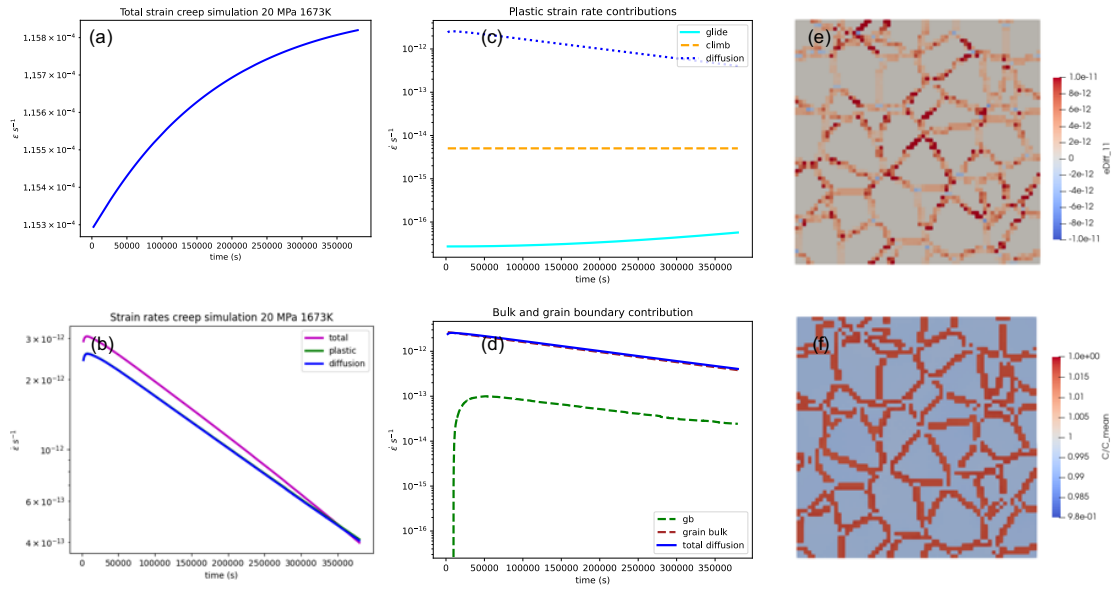 Total strain creep simulation 20 MPa 1673K
(a)
1.158 × 10⁻⁴
1.157 × 10⁻⁴
1.156 × 10⁻⁴
1.155 × 10⁻⁴
1.154 × 10⁻⁴
1.153 × 10⁻⁴
ε̇ s⁻¹
0 50000 100000 150000 200000 250000 300000 350000
time (s)
Plastic strain rate contributions
(c)
glide
climb
diffusion
10⁻¹²
10⁻¹³
10⁻¹⁴
10⁻¹⁵
10⁻¹⁶
ε̇ s⁻¹
0 50000 100000 150000 200000 250000 300000 350000
time (s)
(e)
1.0e-11
8e-12
6e-12
4e-12
2e-12
0
-2e-12
-4e-12
-6e-12
-8e-12
-1.0e-11
eDiff_11
Strain rates creep simulation 20 MPa 1673K
(b)
total
plastic
diffusion
3 × 10⁻¹²
2 × 10⁻¹²
10⁻¹²
6 × 10⁻¹³
4 × 10⁻¹³
ε̇ s⁻¹
0 50000 100000 150000 200000 250000 300000 350000
time (s)
Bulk and grain boundary contribution
(d)
10⁻¹²
10⁻¹³
10⁻¹⁴
10⁻¹⁵
10⁻¹⁶
ε̇ s⁻¹
gb
grain bulk
total diffusion
0 50000 100000 150000 200000 250000 300000 350000
time (s)
(f)
1.0e+00
1.015
1.005
1
0.995
0.985
9.8e-01
C/C_mean